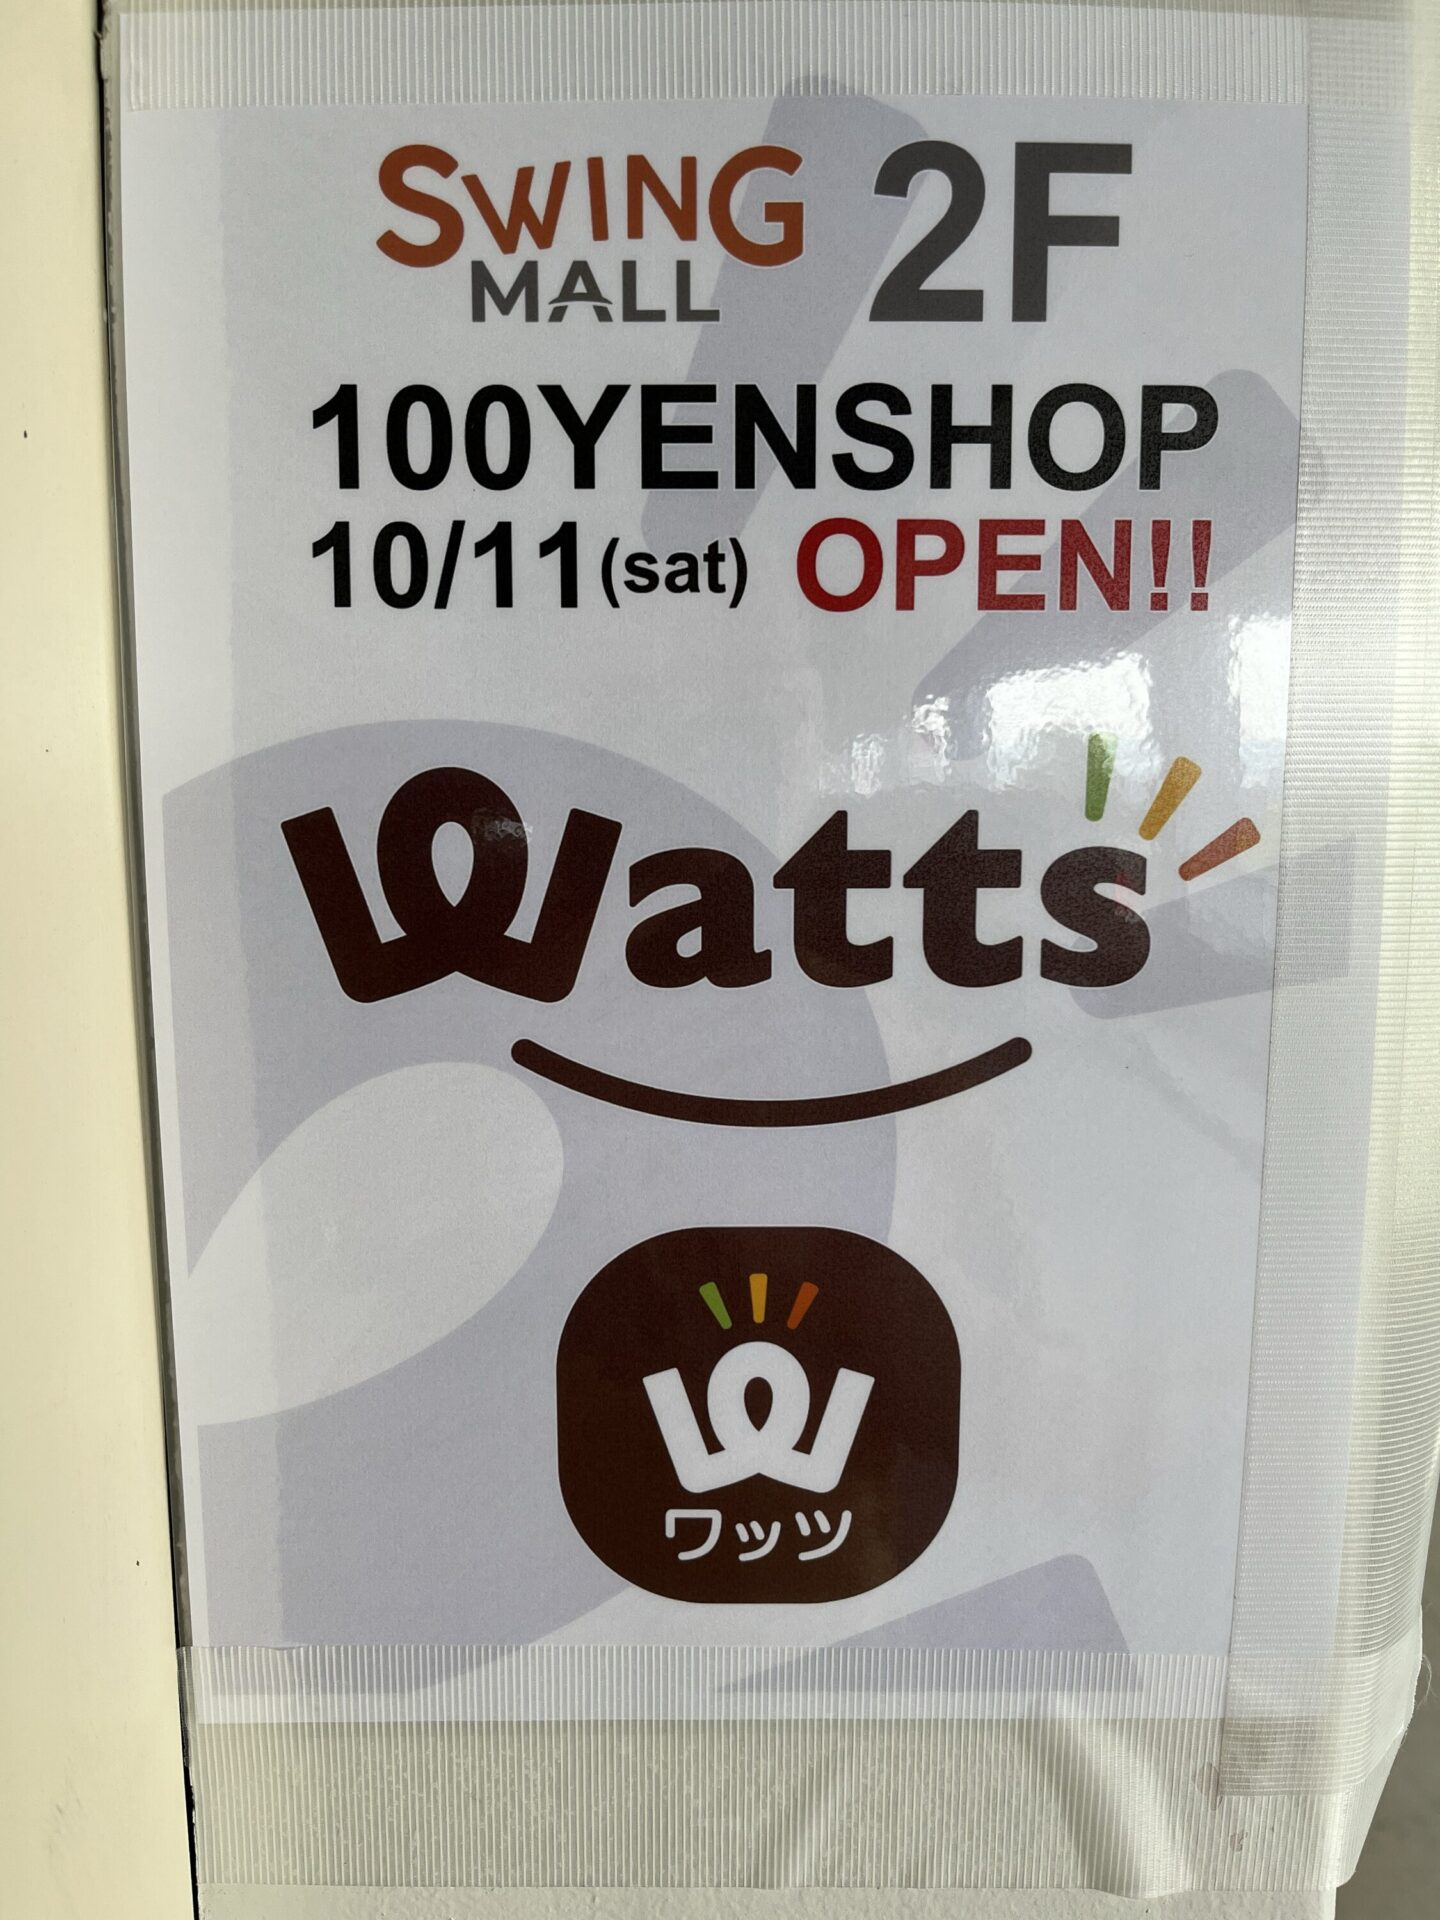 SWING 2F
MALL
100YENSHOP
10/11(sat) OPEN!!
Watts
W
ワッツ